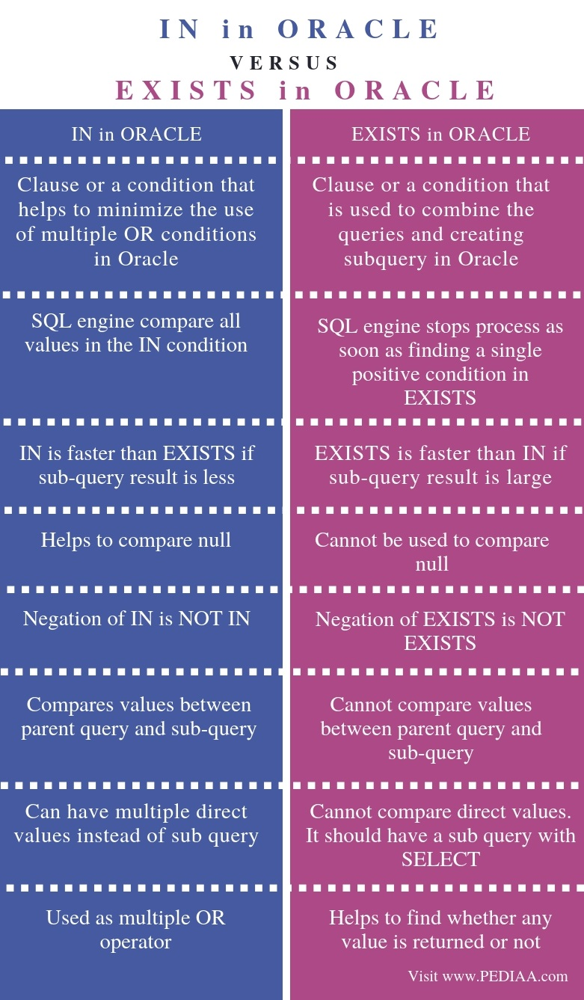 IN in ORACLE
VERSUS
EXISTS in ORACLE
IN in ORACLE
EXISTS in ORACLE
Clause or a condition that
helps to minimize the use
of multiple OR conditions
in Oracle
Clause or a condition that
is used to combine the
queries and creating
subquery in Oracle
SQL engine compare all
values in the IN condition
SQL engine stops process as
soon as finding a single
positive condition in
EXISTS
IN is faster than EXISTS if
sub-query result is less
EXISTS is faster than IN if
sub-query result is large
Helps to compare null
Cannot be used to compare
null
Negation of IN is NOT IN
Negation of EXISTS is NOT
EXISTS
Compares values between
parent query and sub-query
Cannot compare values
between parent query and
sub-query
Can have multiple direct
values instead of sub query
Cannot compare direct values.
It should have a sub query with
SELECT
Used as multiple OR
operator
Helps to find whether any
value is returned or not
Visit www.PEDIAA.com